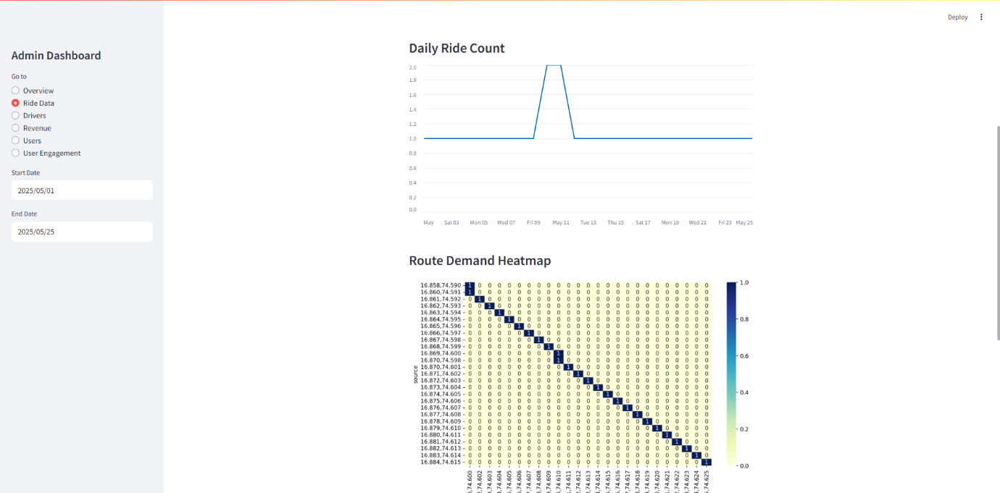 Deploy
Admin Dashboard
Go to
Overview
Ride Data
Drivers
Revenue
Users
User Engagement
Start Date
2025/05/01
End Date
2025/05/25
Daily Ride Count
2.0
1.8
1.6
1.4
1.2
1.0
0.8
0.6
0.4
0.2
0.0
May Sat 03 Mon 05 Wed 07 Fri 09 May 11 Tue 13 Thu 15 Sat 17 Mon 19 Wed 21 Fri 23 May 25
Route Demand Heatmap
source
16.858,74.590 1 0 0 0 0 0 0 0 0 0 0 0 0 0 0 0 0 0 0 0 0 0 0 0 0
16.860,74.591 1 0 0 0 0 0 0 0 0 0 0 0 0 0 0 0 0 0 0 0 0 0 0 0 0
16.861,74.592 0 1 0 0 0 0 0 0 0 0 0 0 0 0 0 0 0 0 0 0 0 0 0 0 0
16.862,74.593 0 0 1 0 0 0 0 0 0 0 0 0 0 0 0 0 0 0 0 0 0 0 0 0 0
16.863,74.594 0 0 0 1 0 0 0 0 0 0 0 0 0 0 0 0 0 0 0 0 0 0 0 0 0
16.864,74.595 0 0 0 0 1 0 0 0 0 0 0 0 0 0 0 0 0 0 0 0 0 0 0 0 0
16.865,74.596 0 0 0 0 0 1 0 0 0 0 0 0 0 0 0 0 0 0 0 0 0 0 0 0 0
16.866,74.597 0 0 0 0 0 0 1 0 0 0 0 0 0 0 0 0 0 0 0 0 0 0 0 0 0
16.867,74.598 0 0 0 0 0 0 0 1 0 0 0 0 0 0 0 0 0 0 0 0 0 0 0 0 0
16.868,74.599 0 0 0 0 0 0 0 0 1 0 0 0 0 0 0 0 0 0 0 0 0 0 0 0 0
16.869,74.600 0 0 0 0 0 0 0 0 0 1 0 0 0 0 0 0 0 0 0 0 0 0 0 0 0
16.870,74.598 0 0 0 0 0 0 0 0 0 1 0 0 0 0 0 0 0 0 0 0 0 0 0 0 0
16.870,74.601 0 0 0 0 0 0 0 0 0 0 1 0 0 0 0 0 0 0 0 0 0 0 0 0 0
16.871,74.602 0 0 0 0 0 0 0 0 0 0 0 1 0 0 0 0 0 0 0 0 0 0 0 0 0
16.872,74.603 0 0 0 0 0 0 0 0 0 0 0 0 1 0 0 0 0 0 0 0 0 0 0 0 0
16.873,74.604 0 0 0 0 0 0 0 0 0 0 0 0 0 1 0 0 0 0 0 0 0 0 0 0 0
16.874,74.605 0 0 0 0 0 0 0 0 0 0 0 0 0 0 1 0 0 0 0 0 0 0 0 0 0
16.875,74.606 0 0 0 0 0 0 0 0 0 0 0 0 0 0 0 1 0 0 0 0 0 0 0 0 0
16.876,74.607 0 0 0 0 0 0 0 0 0 0 0 0 0 0 0 0 1 0 0 0 0 0 0 0 0
16.877,74.608 0 0 0 0 0 0 0 0 0 0 0 0 0 0 0 0 0 1 0 0 0 0 0 0 0
16.878,74.609 0 0 0 0 0 0 0 0 0 0 0 0 0 0 0 0 0 0 1 0 0 0 0 0 0
16.879,74.610 0 0 0 0 0 0 0 0 0 0 0 0 0 0 0 0 0 0 0 1 0 0 0 0 0
16.880,74.611 0 0 0 0 0 0 0 0 0 0 0 0 0 0 0 0 0 0 0 0 1 0 0 0 0
16.881,74.612 0 0 0 0 0 0 0 0 0 0 0 0 0 0 0 0 0 0 0 0 0 1 0 0 0
16.882,74.613 0 0 0 0 0 0 0 0 0 0 0 0 0 0 0 0 0 0 0 0 0 0 1 0 0
16.883,74.614 0 0 0 0 0 0 0 0 0 0 0 0 0 0 0 0 0 0 0 0 0 0 0 1 0
16.884,74.615 0 0 0 0 0 0 0 0 0 0 0 0 0 0 0 0 0 0 0 0 0 0 0 0 1
,74.600
,74.602
,74.603
,74.604
,74.605
,74.606
,74.607
,74.608
,74.609
,74.610
,74.611
,74.612
,74.613
,74.614
,74.615
,74.616
,74.617
,74.618
,74.619
,74.620
,74.621
,74.622
,74.623
,74.624
,74.625
1.0
0.8
0.6
0.4
0.2
0.0